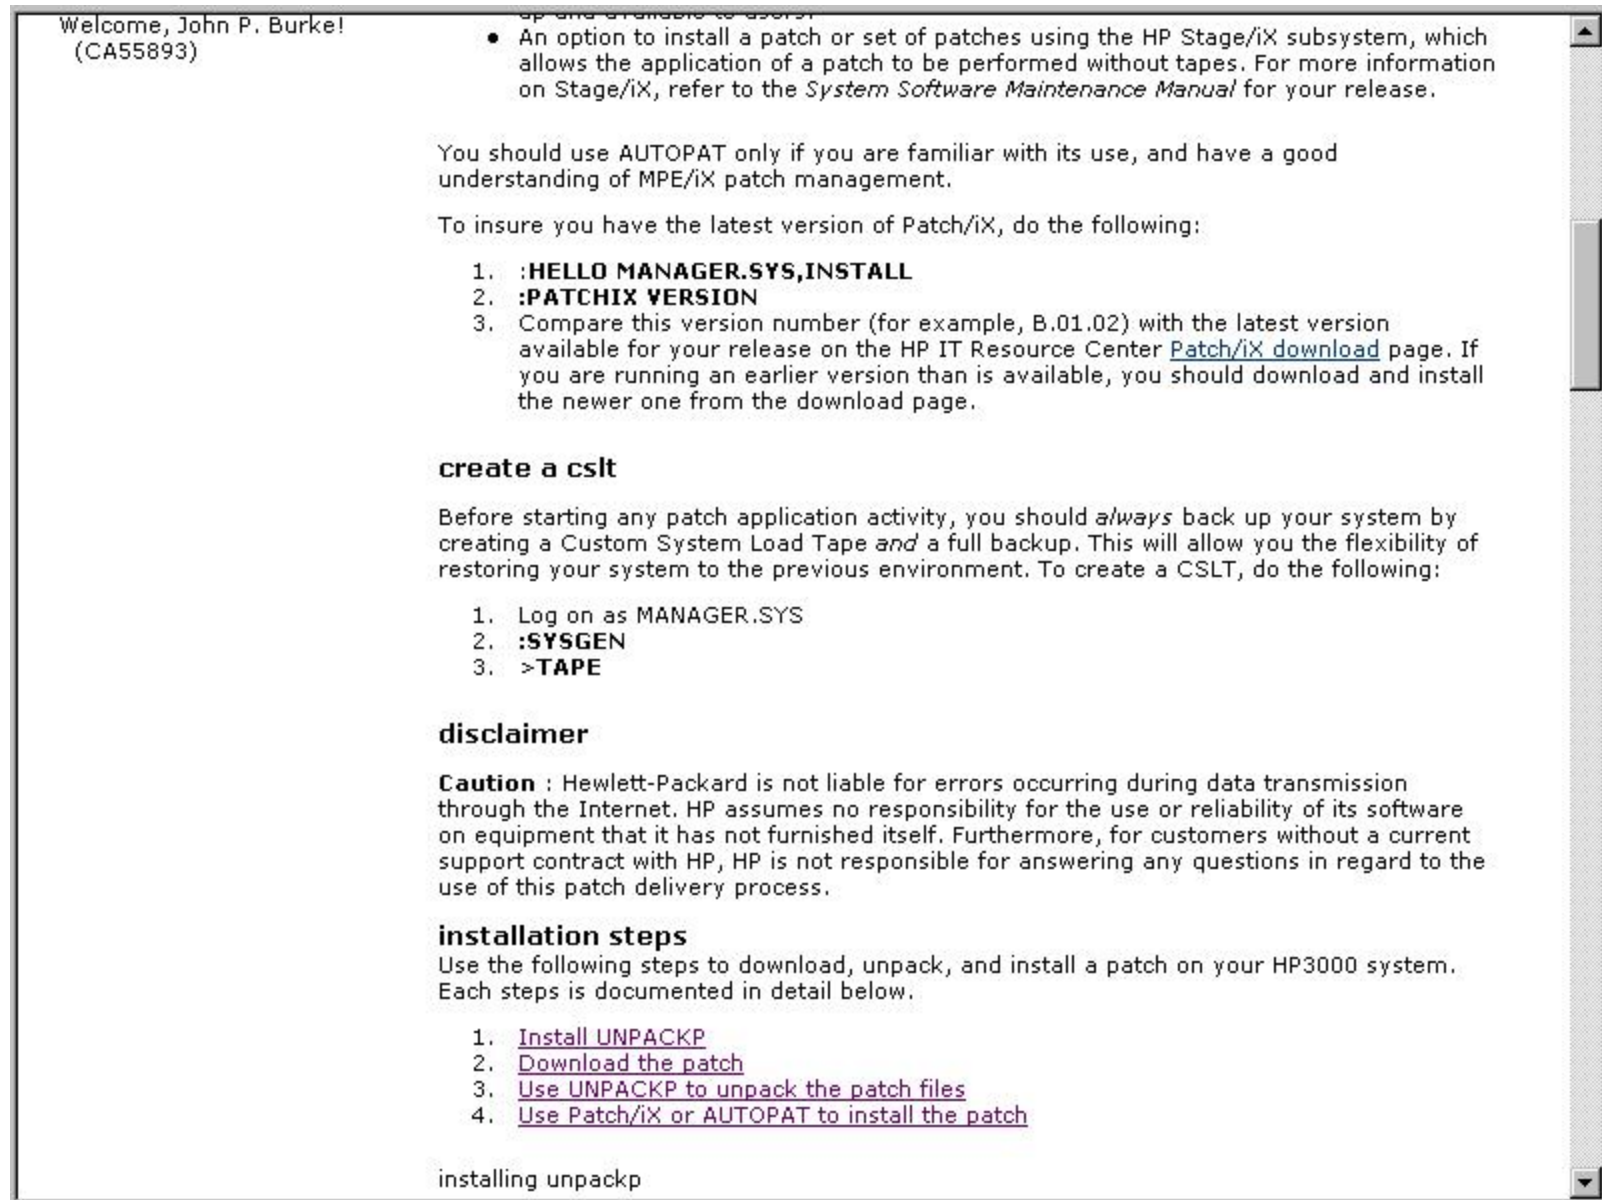 Welcome, John P. Burke!
(CA55893)
up and available to users.
• An option to install a patch or set of patches using the HP Stage/iX subsystem, which
allows the application of a patch to be performed without tapes. For more information
on Stage/iX, refer to the System Software Maintenance Manual for your release.
You should use AUTOPAT only if you are familiar with its use, and have a good
understanding of MPE/iX patch management.
To insure you have the latest version of Patch/iX, do the following:
1. :HELLO MANAGER.SYS,INSTALL
2. :PATCHIX VERSION
3. Compare this version number (for example, B.01.02) with the latest version
available for your release on the HP IT Resource Center Patch/iX download page. If
you are running an earlier version than is available, you should download and install
the newer one from the download page.
create a cslt
Before starting any patch application activity, you should always back up your system by
creating a Custom System Load Tape and a full backup. This will allow you the flexibility of
restoring your system to the previous environment. To create a CSLT, do the following:
1. Log on as MANAGER.SYS
2. :SYSGEN
3. >TAPE
disclaimer
Caution : Hewlett-Packard is not liable for errors occurring during data transmission
through the Internet. HP assumes no responsibility for the use or reliability of its software
on equipment that it has not furnished itself. Furthermore, for customers without a current
support contract with HP, HP is not responsible for answering any questions in regard to the
use of this patch delivery process.
installation steps
Use the following steps to download, unpack, and install a patch on your HP3000 system.
Each steps is documented in detail below.
1. Install UNPACKP
2. Download the patch
3. Use UNPACKP to unpack the patch files
4. Use Patch/iX or AUTOPAT to install the patch
installing unpackp